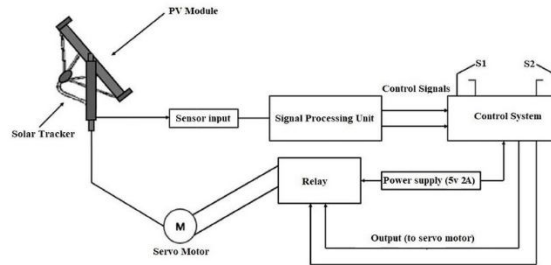 PV Module
S1
S2
Control Signals
Solar Tracker
Sensor input
Signal Processing Unit
Control System
Relay
Power supply (5v 2A)
M
Output (to servo motor)
Servo Motor